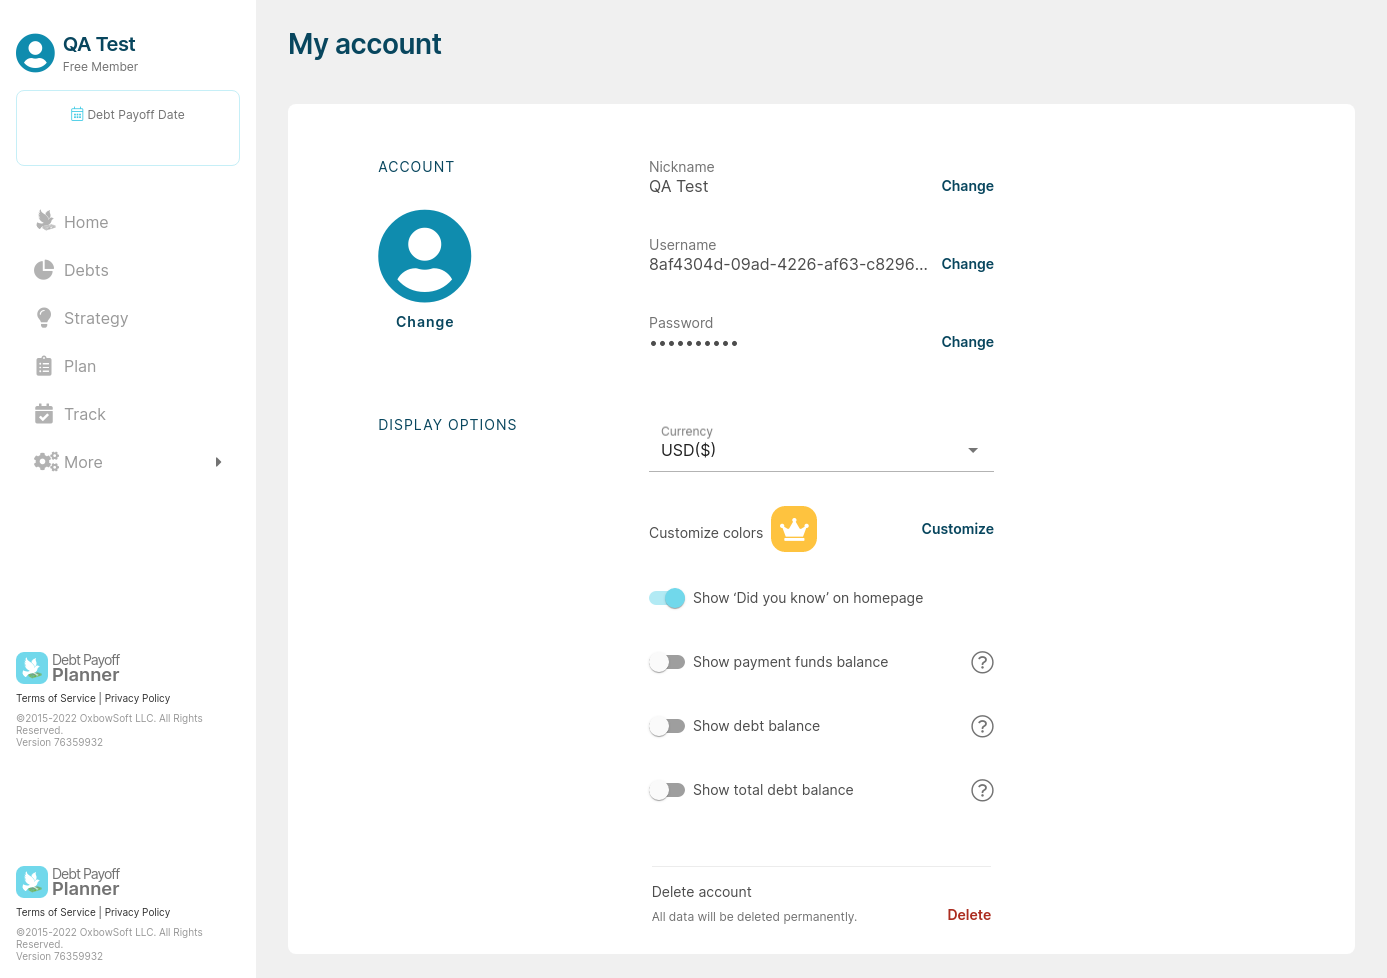 QA Test
Free Member
Debt Payoff Date
Home
Debts
Strategy
Plan
Track
More
Debt Payoff
Planner
Terms of Service | Privacy Policy
©2015-2022 OxbowSoft LLC. All Rights
Reserved.
Version 76359932
Debt Payoff
Planner
Terms of Service | Privacy Policy
©2015-2022 OxbowSoft LLC. All Rights
Reserved.
Version 76359932
My account
ACCOUNT
Change
Nickname
QA Test
Change
Username
8af4304d-09ad-4226-af63-c8296...
Change
Password
••••••••••
Change
DISPLAY OPTIONS
Currency
USD($)
Customize colors
Customize
Show ‘Did you know’ on homepage
Show payment funds balance
?
Show debt balance
?
Show total debt balance
?
Delete account
All data will be deleted permanently.
Delete